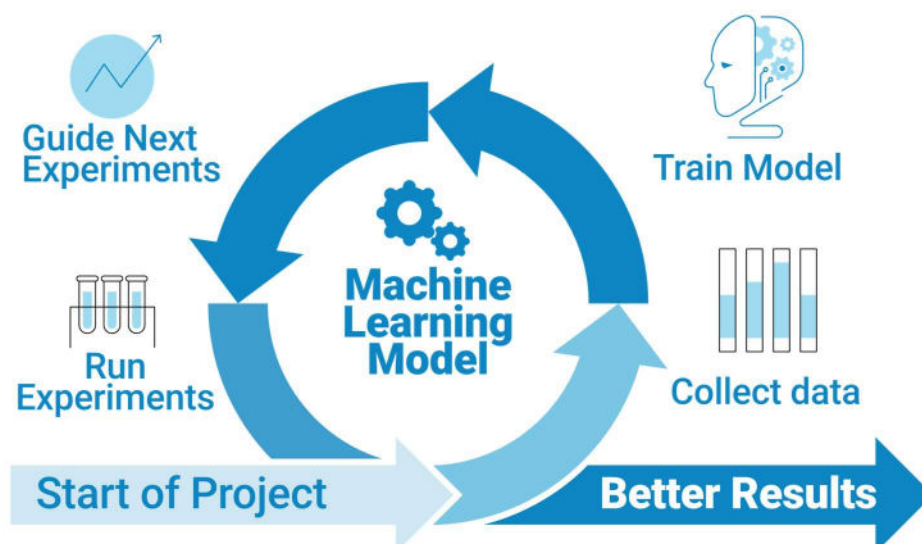 Guide Next
Experiments
Train Model
Machine
Learning
Model
Run
Experiments
Collect data
Start of Project
Better Results